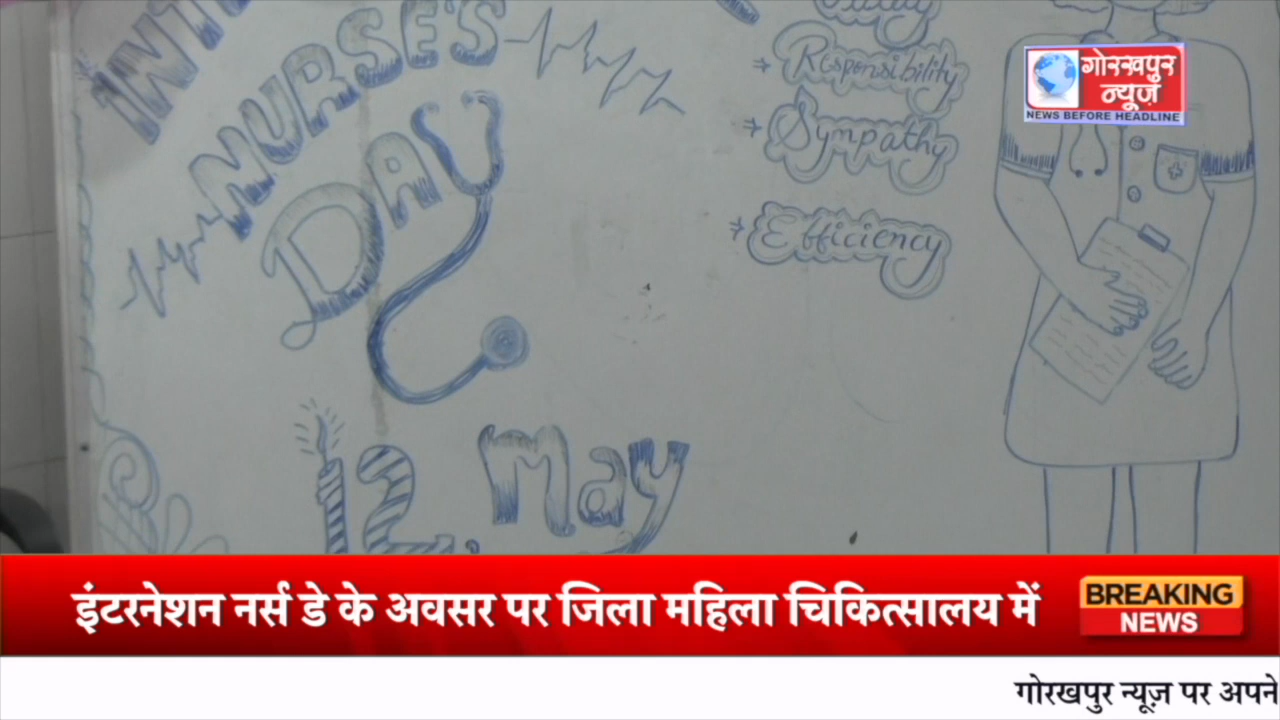 NURSE'S
DAY
12 May
Responsibility
Sympathy
Efficiency
गोरखपुर
न्यूज़
NEWS BEFORE HEADLINE
इंटरनेशन नर्स डे के अवसर पर जिला महिला चिकित्सालय में
BREAKING
NEWS
गोरखपुर न्यूज़ पर अपने